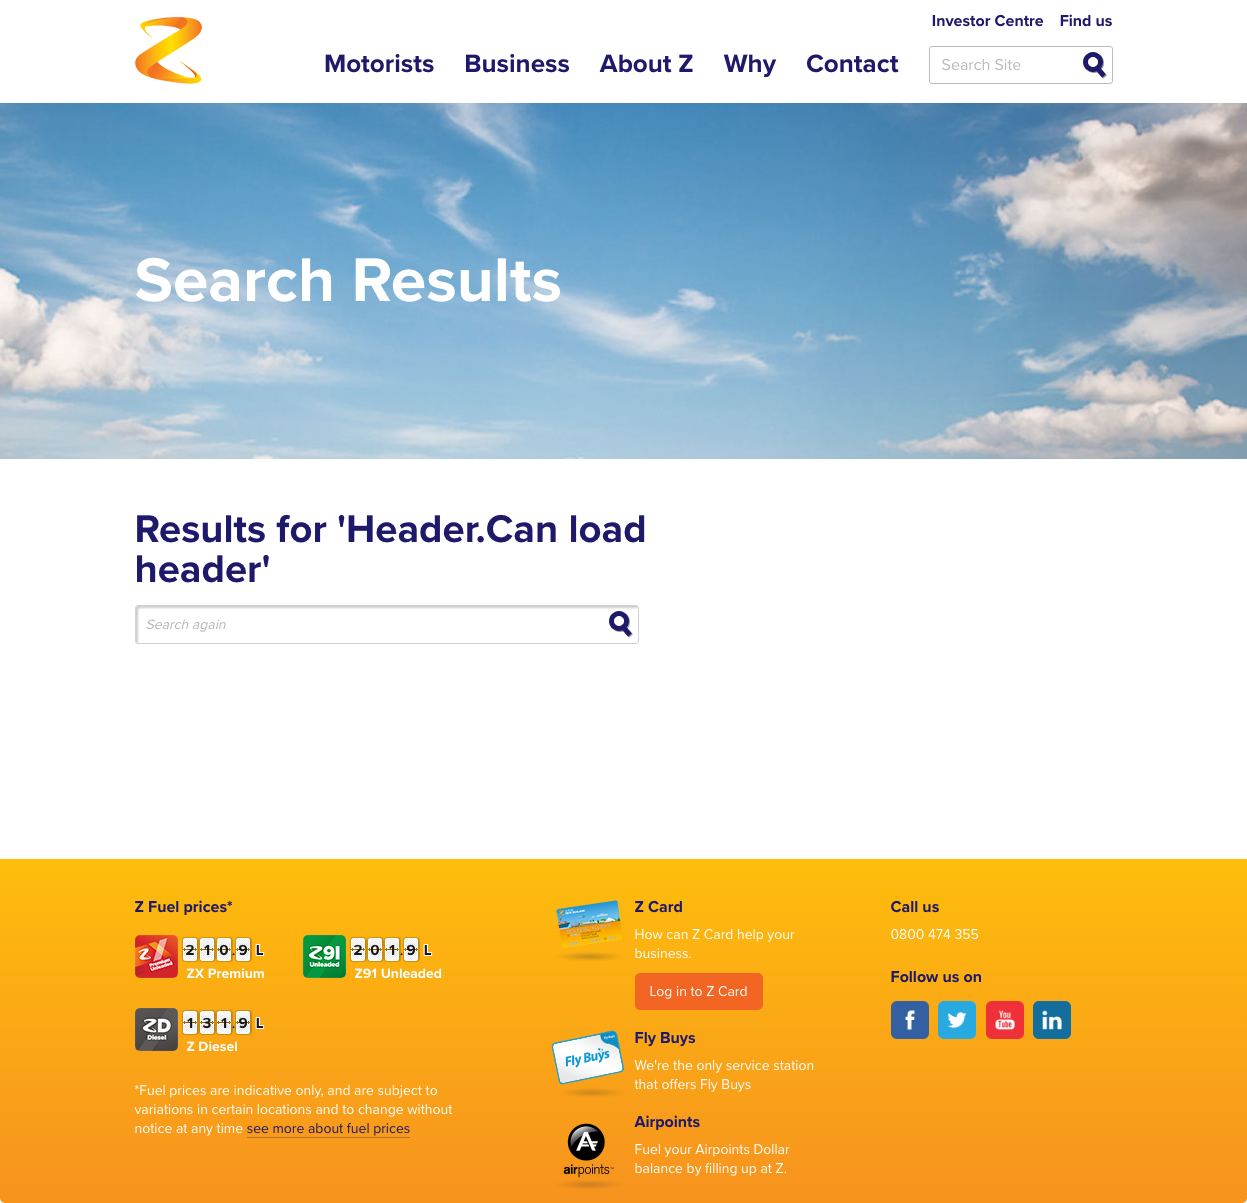 Investor Centre Find us
Motorists Business About Z Why Contact
Search Site
Search Results
Results for 'Header.Can load
header'
Search again
Z Fuel prices*
ZX
Premium
Unleaded
2 1 0 . 9 L
ZX Premium
Z91
Unleaded
2 0 1 . 9 L
Z91 Unleaded
ZD
Diesel
1 3 1 . 9 L
Z Diesel
*Fuel prices are indicative only, and are subject to
variations in certain locations and to change without
notice at any time see more about fuel prices
Z Card
How can Z Card help your
business.
Log in to Z Card
Fly Buys
Fly Buys
We're the only service station
that offers Fly Buys
airpoints™
Airpoints
Fuel your Airpoints Dollar
balance by filling up at Z.
Call us
0800 474 355
Follow us on
f
You
Tube
in